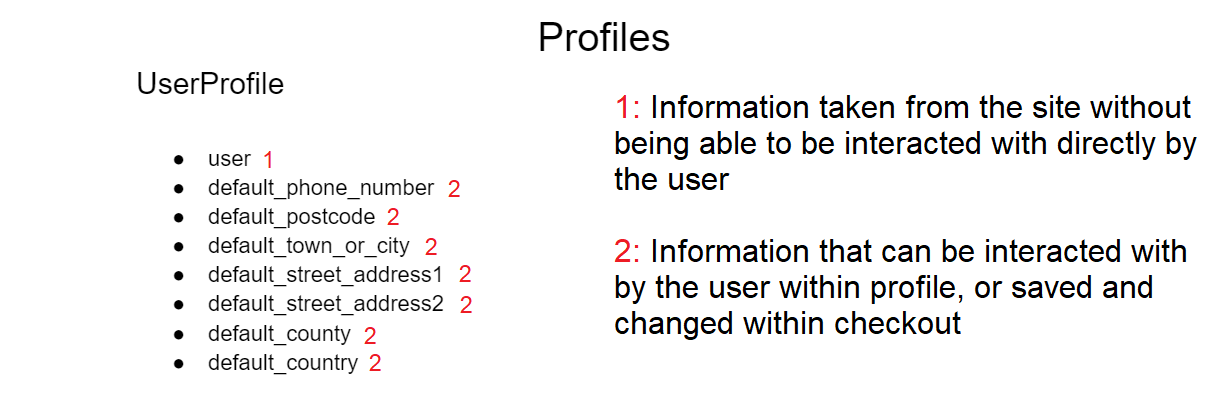 Profiles
UserProfile
● user 1
● default_phone_number 2
● default_postcode 2
● default_town_or_city 2
● default_street_address1 2
● default_street_address2 2
● default_county 2
● default_country 2
1: Information taken from the site without
being able to be interacted with directly by
the user
2: Information that can be interacted with
by the user within profile, or saved and
changed within checkout